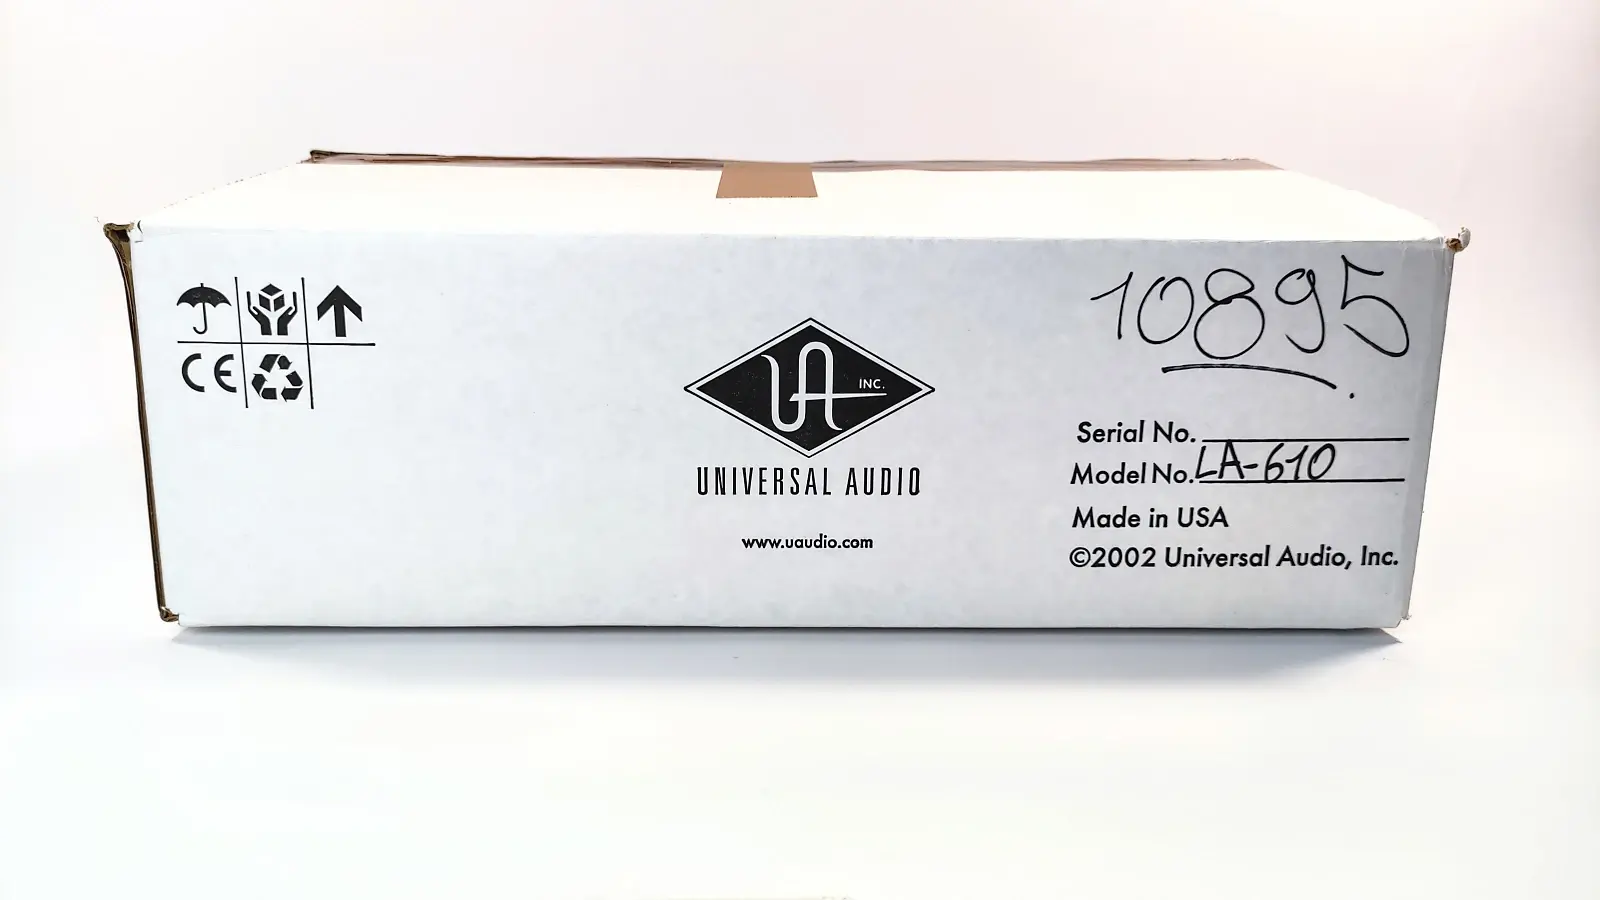 10895
CE
UA INC.
UNIVERSAL AUDIO
www.uaudio.com
Serial No.
Model No. LA-610
Made in USA
©2002 Universal Audio, Inc.